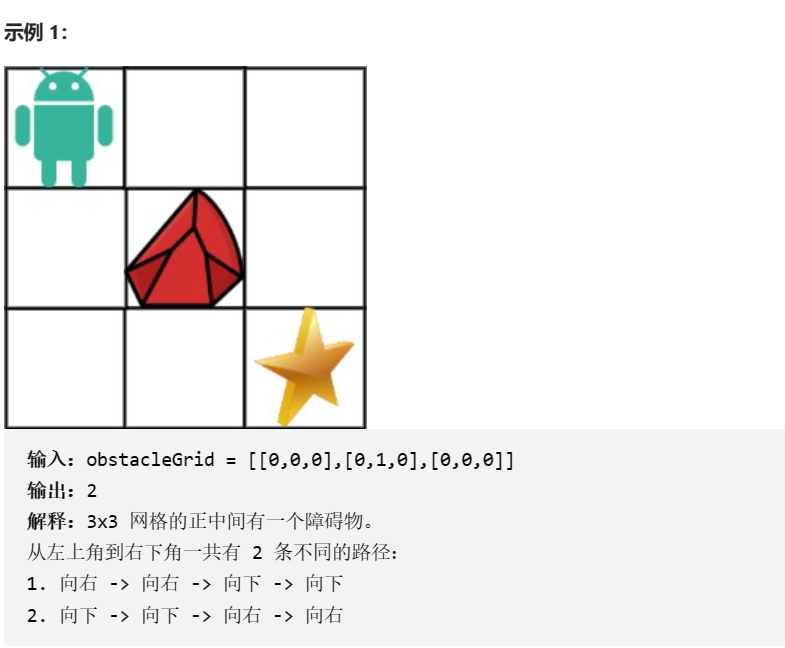 示例 1：
输入：obstacleGrid = [[0,0,0],[0,1,0],[0,0,0]]
输出：2
解释：3x3 网格的正中间有一个障碍物。
从左上角到右下角一共有 2 条不同的路径：
1. 向右 -> 向右 -> 向下 -> 向下
2. 向下 -> 向下 -> 向右 -> 向右